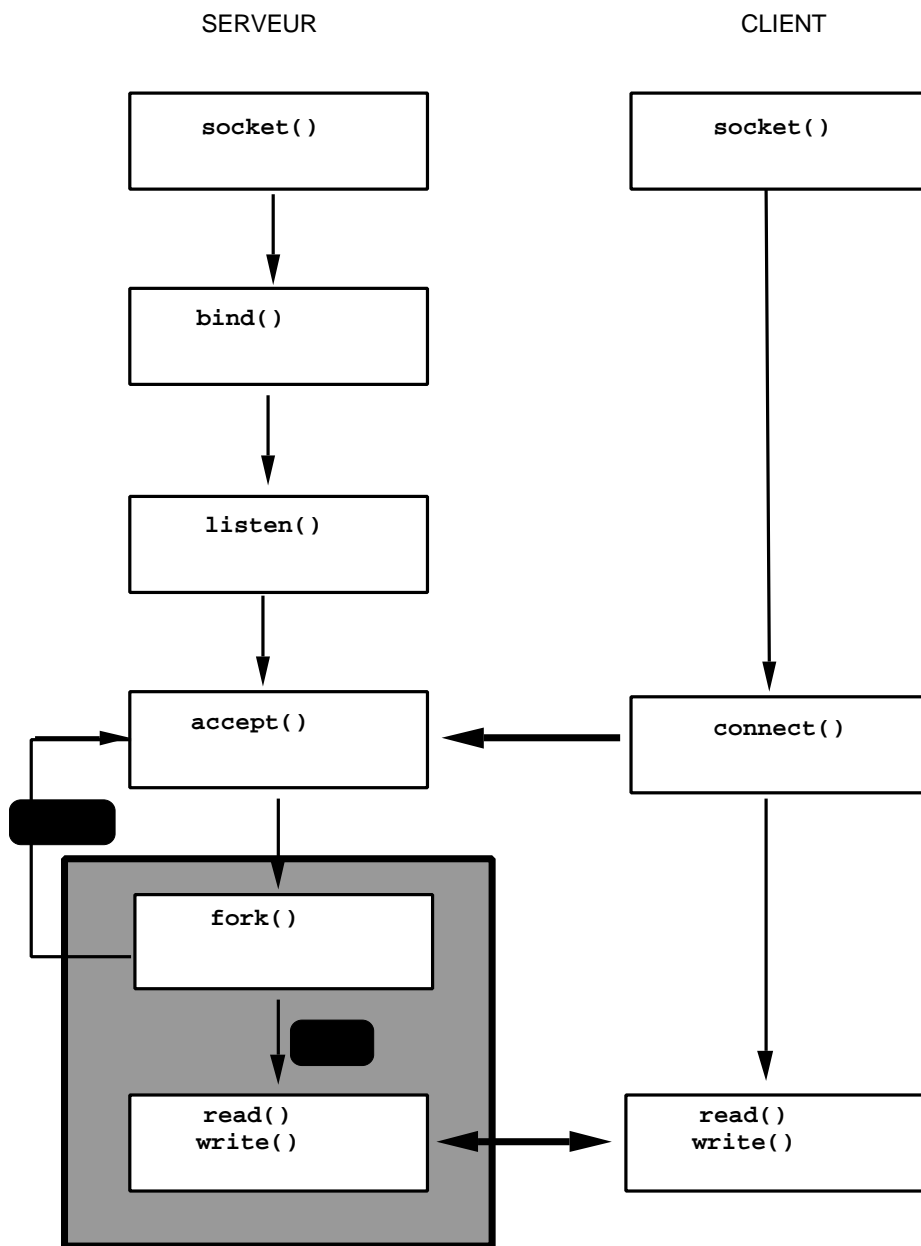 SERVEUR
CLIENT
socket()
socket()
bind()
listen()
accept()
connect()
fork()
read()
write()
read()
write()